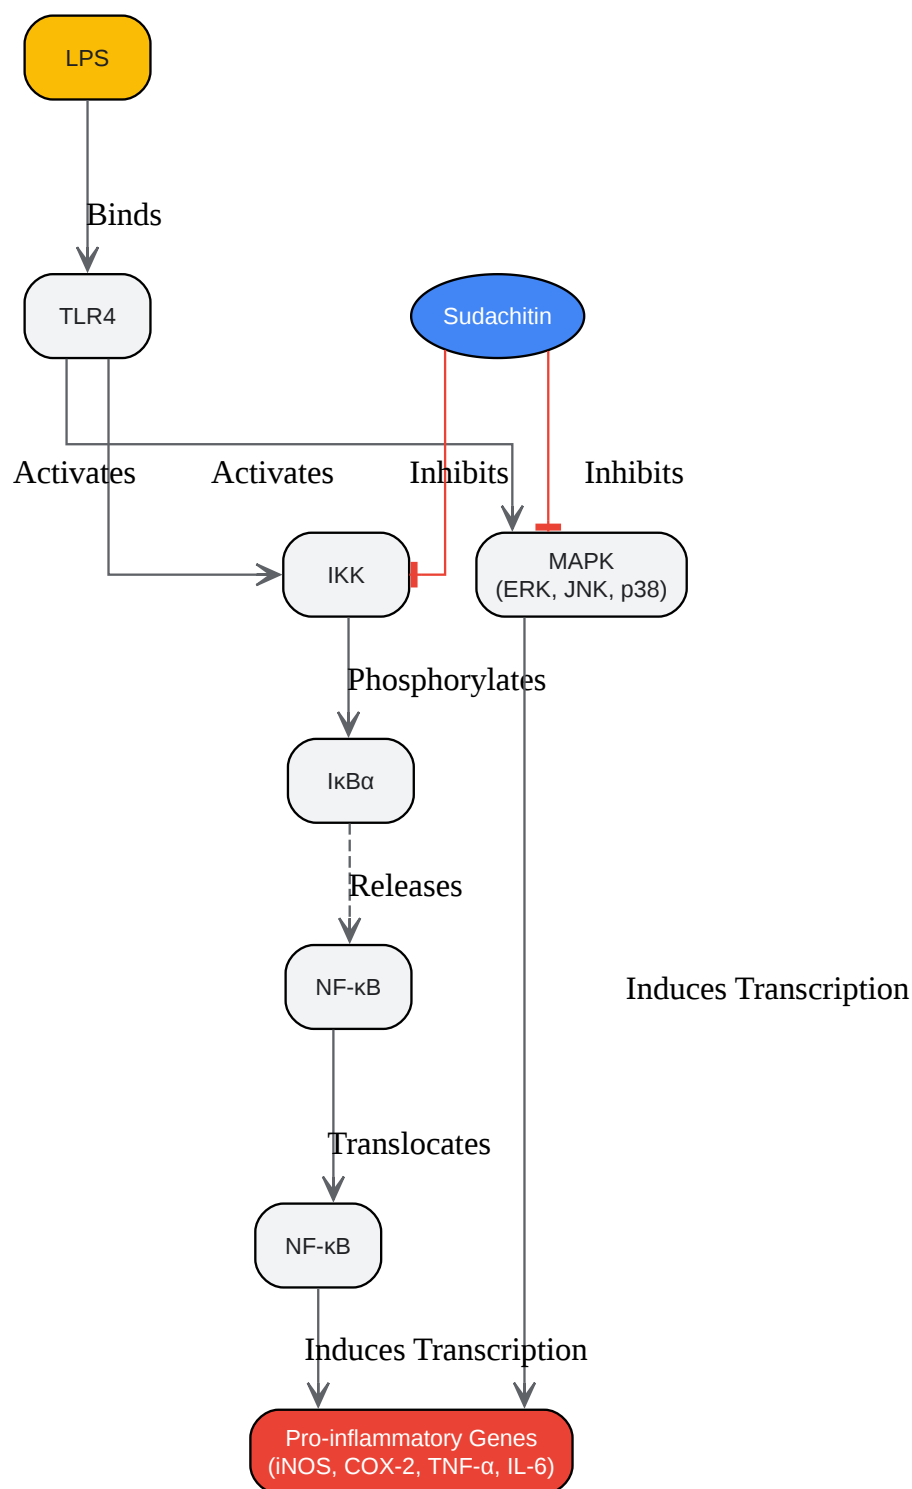 LPS
Binds
TLR4
Sudachitin
Activates
Activates
Inhibits
Inhibits
IKK
MAPK
(ERK, JNK, p38)
Phosphorylates
IκBα
Releases
NF-κB
Induces Transcription
Translocates
NF-κB
Induces Transcription
Pro-inflammatory Genes
(iNOS, COX-2, TNF-α, IL-6)